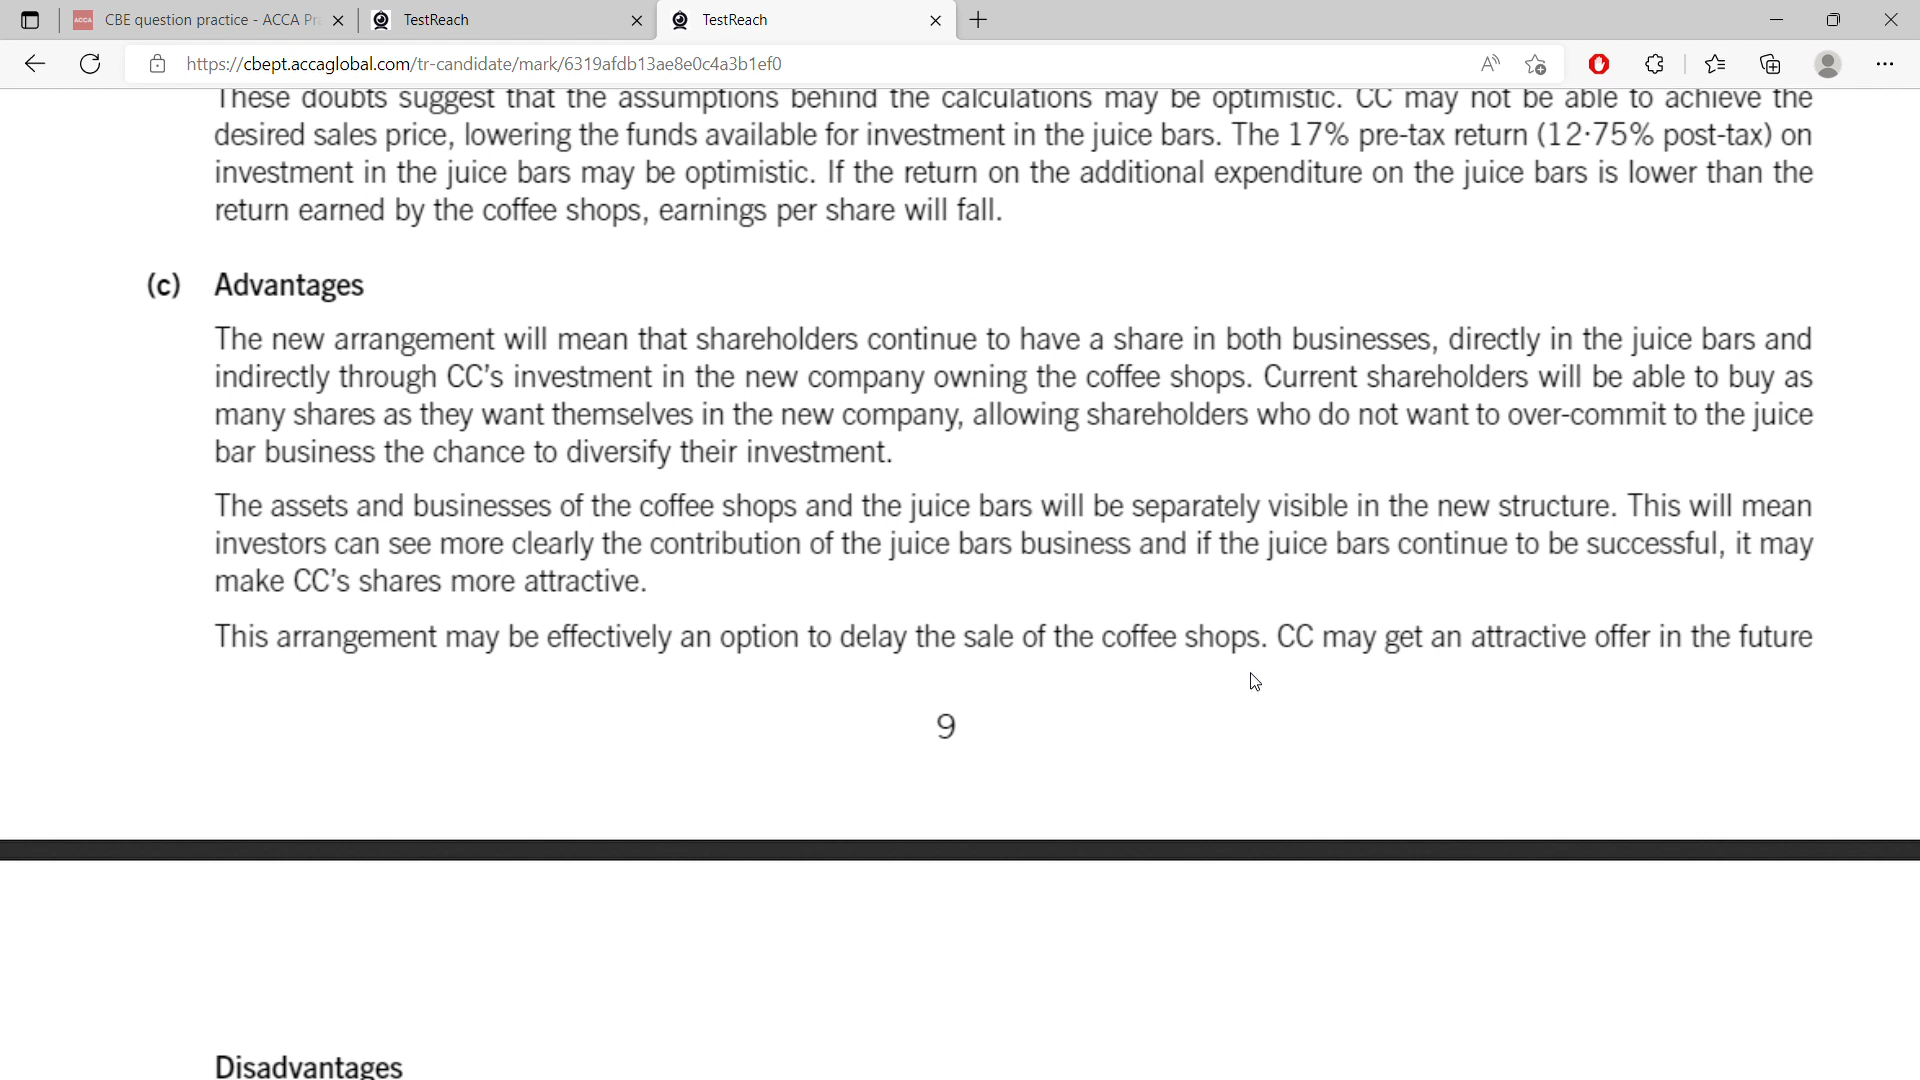 ACCA CBE question practice - ACCA Pr
TestReach
TestReach
https://cbept.accaglobal.com/tr-candidate/mark/6319afdb13ae8e0c4a3b1ef0
These doubts suggest that the assumptions behind the calculations may be optimistic. CC may not be able to achieve the
desired sales price, lowering the funds available for investment in the juice bars. The 17% pre-tax return (12·75% post-tax) on
investment in the juice bars may be optimistic. If the return on the additional expenditure on the juice bars is lower than the
return earned by the coffee shops, earnings per share will fall.
(c) Advantages
The new arrangement will mean that shareholders continue to have a share in both businesses, directly in the juice bars and
indirectly through CC's investment in the new company owning the coffee shops. Current shareholders will be able to buy as
many shares as they want themselves in the new company, allowing shareholders who do not want to over-commit to the juice
bar business the chance to diversify their investment.
The assets and businesses of the coffee shops and the juice bars will be separately visible in the new structure. This will mean
investors can see more clearly the contribution of the juice bars business and if the juice bars continue to be successful, it may
make CC's shares more attractive.
This arrangement may be effectively an option to delay the sale of the coffee shops. CC may get an attractive offer in the future
9
Disadvantages